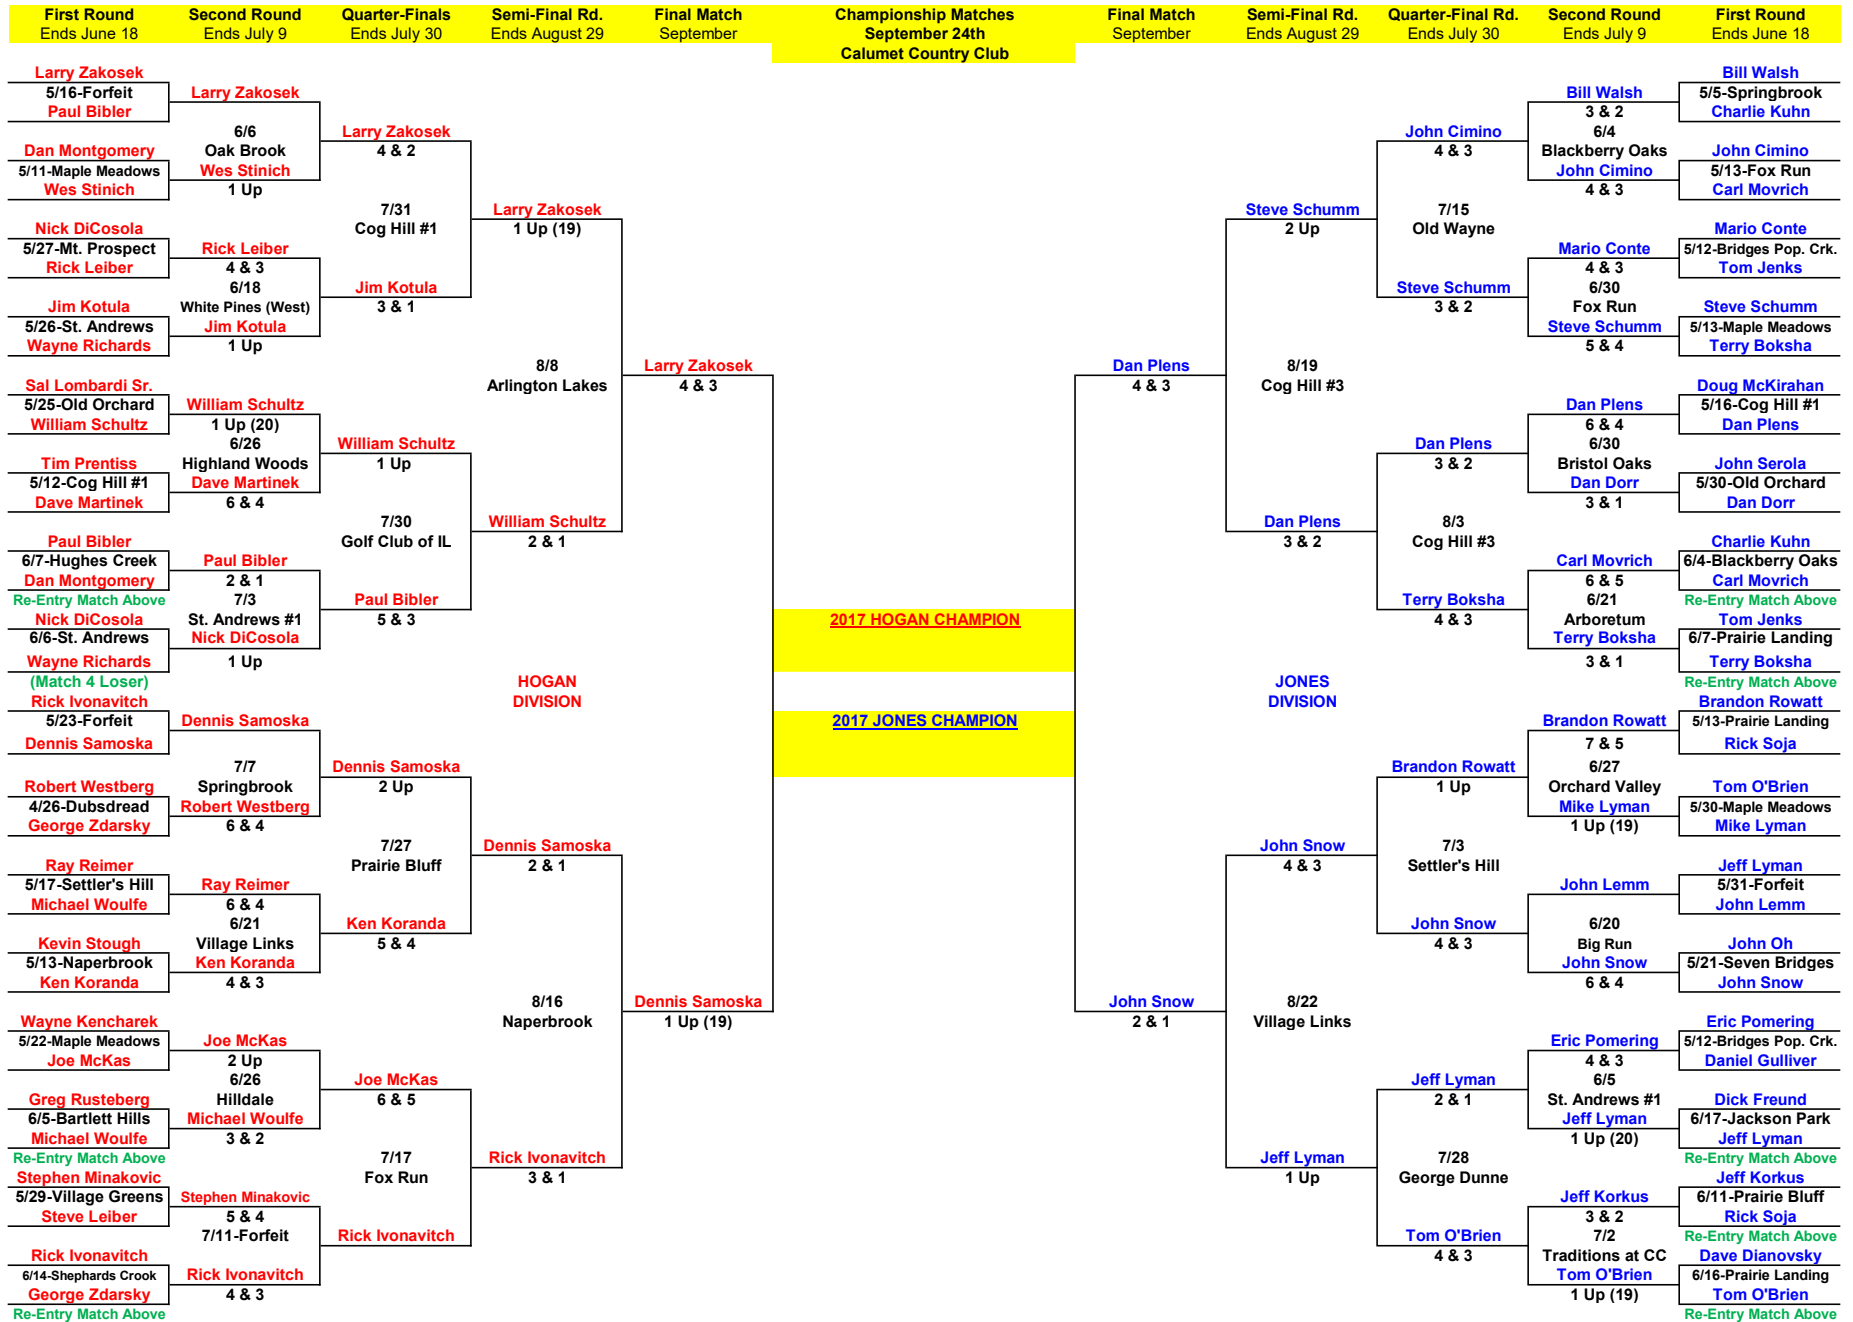 First Round
Ends June 18
Second Round
Ends July 9
Quarter-Finals
Ends July 30
Semi-Final Rd.
Ends August 29
Final Match
September
Championship Matches
September 24th
Calumet Country Club
Final Match
September
Semi-Final Rd.
Ends August 29
Quarter-Final Rd.
Ends July 30
Second Round
Ends July 9
First Round
Ends June 18
Larry Zakosek
5/16-Forfeit
Paul Bibler
Dan Montgomery
5/11-Maple Meadows
Wes Stinich
Nick DiCosola
5/27-Mt. Prospect
Rick Leiber
Jim Kotula
5/26-St. Andrews
Wayne Richards
Sal Lombardi Sr.
5/25-Old Orchard
William Schultz
Tim Prentiss
5/12-Cog Hill #1
Dave Martinek
Paul Bibler
6/7-Hughes Creek
Dan Montgomery
Re-Entry Match Above
Nick DiCosola
6/6-St. Andrews
Wayne Richards
(Match 4 Loser)
Rick Ivonavitch
5/23-Forfeit
Dennis Samoska
Robert Westberg
4/26-Dubsdread
George Zdarsky
Ray Reimer
5/17-Settler's Hill
Michael Woulfe
Kevin Stough
5/13-Naperbrook
Ken Koranda
Wayne Kencharek
5/22-Maple Meadows
Joe McKas
Greg Rusteberg
6/5-Bartlett Hills
Michael Woulfe
Re-Entry Match Above
Stephen Minakovic
5/29-Village Greens
Steve Leiber
Rick Ivonavitch
6/14-Shephards Crook
George Zdarsky
Re-Entry Match Above
Larry Zakosek
6/6
Oak Brook
Wes Stinich
1 Up
Rick Leiber
4 & 3
6/18
White Pines (West)
Jim Kotula
1 Up
William Schultz
1 Up (20)
6/26
Highland Woods
Dave Martinek
6 & 4
Paul Bibler
2 & 1
7/3
St. Andrews #1
Nick DiCosola
1 Up
Dennis Samoska
7/7
Springbrook
Robert Westberg
6 & 4
Ray Reimer
6 & 4
6/21
Village Links
Ken Koranda
4 & 3
Joe McKas
2 Up
6/26
Hilldale
Michael Woulfe
3 & 2
Stephen Minakovic
5 & 4
7/11-Forfeit
Rick Ivonavitch
4 & 3
Larry Zakosek
4 & 2
7/31
Cog Hill #1
Jim Kotula
3 & 1
William Schultz
1 Up
7/30
Golf Club of IL
Paul Bibler
5 & 3
Dennis Samoska
2 Up
7/27
Prairie Bluff
Ken Koranda
5 & 4
Joe McKas
6 & 5
7/17
Fox Run
Rick Ivonavitch
Larry Zakosek
1 Up (19)
8/8
Arlington Lakes
William Schultz
2 & 1
HOGAN
DIVISION
Dennis Samoska
2 & 1
8/16
Naperbrook
Rick Ivonavitch
3 & 1
Larry Zakosek
4 & 3
Dennis Samoska
1 Up (19)
2017 HOGAN CHAMPION
2017 JONES CHAMPION
Dan Plens
4 & 3
John Snow
2 & 1
Steve Schumm
2 Up
8/19
Cog Hill #3
Dan Plens
3 & 2
JONES
DIVISION
John Snow
4 & 3
8/22
Village Links
Jeff Lyman
1 Up
John Cimino
4 & 3
7/15
Old Wayne
Steve Schumm
3 & 2
Dan Plens
3 & 2
8/3
Cog Hill #3
Terry Boksha
4 & 3
Brandon Rowatt
1 Up
7/3
Settler's Hill
John Snow
4 & 3
Jeff Lyman
2 & 1
7/28
George Dunne
Tom O'Brien
4 & 3
Bill Walsh
3 & 2
6/4
Blackberry Oaks
John Cimino
4 & 3
Mario Conte
4 & 3
6/30
Fox Run
Steve Schumm
5 & 4
Dan Plens
6 & 4
6/30
Bristol Oaks
Dan Dorr
3 & 1
Carl Movrich
6 & 5
6/21
Arboretum
Terry Boksha
3 & 1
Brandon Rowatt
7 & 5
6/27
Orchard Valley
Mike Lyman
1 Up (19)
John Lemm
6/20
Big Run
John Snow
6 & 4
Eric Pomering
4 & 3
6/5
St. Andrews #1
Jeff Lyman
1 Up (20)
Jeff Korkus
3 & 2
7/2
Traditions at CC
Tom O'Brien
1 Up (19)
Bill Walsh
5/5-Springbrook
Charlie Kuhn
John Cimino
5/13-Fox Run
Carl Movrich
Mario Conte
5/12-Bridges Pop. Crk.
Tom Jenks
Steve Schumm
5/13-Maple Meadows
Terry Boksha
Doug McKirahan
5/16-Cog Hill #1
Dan Plens
John Serola
5/30-Old Orchard
Dan Dorr
Charlie Kuhn
6/4-Blackberry Oaks
Carl Movrich
Re-Entry Match Above
Tom Jenks
6/7-Prairie Landing
Terry Boksha
Re-Entry Match Above
Brandon Rowatt
5/13-Prairie Landing
Rick Soja
Tom O'Brien
5/30-Maple Meadows
Mike Lyman
Jeff Lyman
5/31-Forfeit
John Lemm
John Oh
5/21-Seven Bridges
John Snow
Eric Pomering
5/12-Bridges Pop. Crk.
Daniel Gulliver
Dick Freund
6/17-Jackson Park
Jeff Lyman
Re-Entry Match Above
Jeff Korkus
6/11-Prairie Bluff
Rick Soja
Re-Entry Match Above
Dave Dianovsky
6/16-Prairie Landing
Tom O'Brien
Re-Entry Match Above